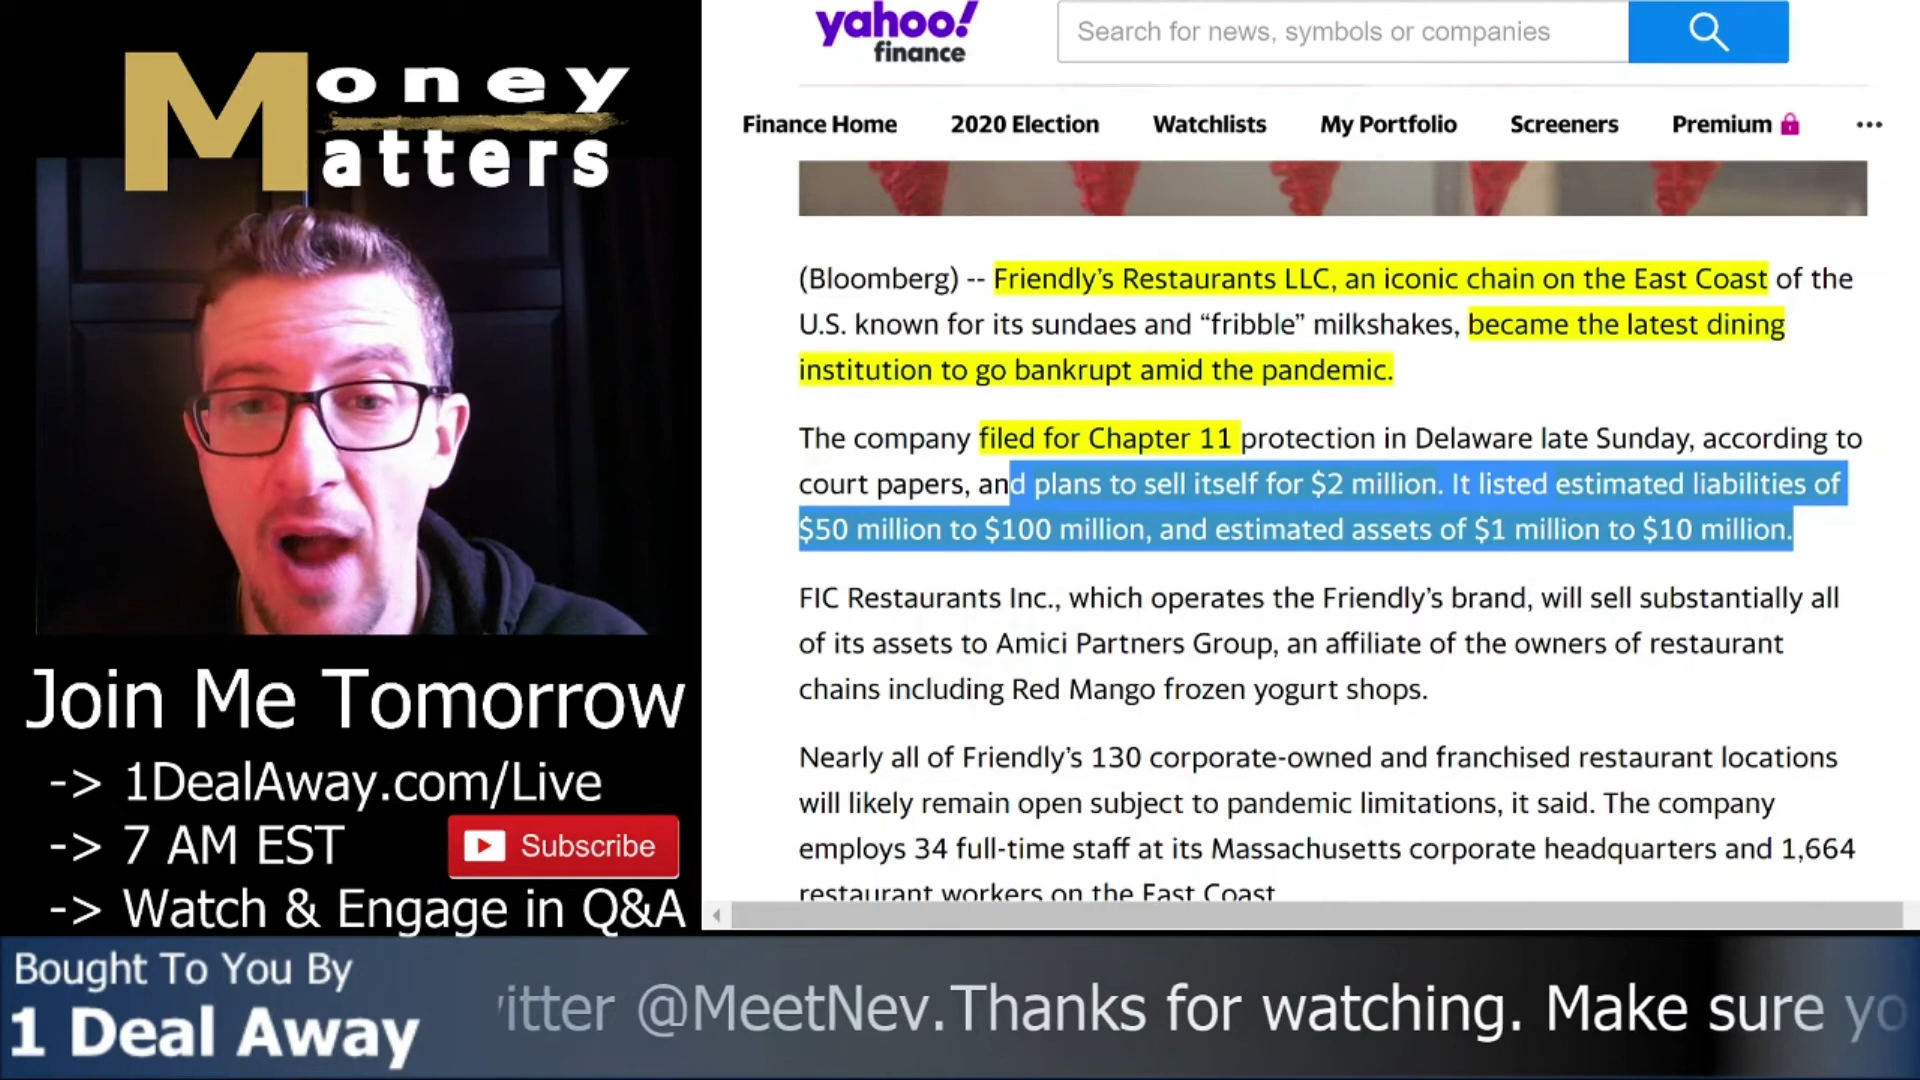 Money
Matters
Join Me Tomorrow
-> 1DealAway.com/Live
-> 7 AM EST
Subscribe
-> Watch & Engage in Q&A
yahoo!
finance
Search for news, symbols or companies
Finance Home 2020 Election Watchlists My Portfolio Screeners Premium ...
(Bloomberg) -- Friendly’s Restaurants LLC, an iconic chain on the East Coast of the
U.S. known for its sundaes and “fribble” milkshakes, became the latest dining
institution to go bankrupt amid the pandemic.
The company filed for Chapter 11 protection in Delaware late Sunday, according to
court papers, and plans to sell itself for $2 million. It listed estimated liabilities of
$50 million to $100 million, and estimated assets of $1 million to $10 million.
FIC Restaurants Inc., which operates the Friendly’s brand, will sell substantially all
of its assets to Amici Partners Group, an affiliate of the owners of restaurant
chains including Red Mango frozen yogurt shops.
Nearly all of Friendly’s 130 corporate-owned and franchised restaurant locations
will likely remain open subject to pandemic limitations, it said. The company
employs 34 full-time staff at its Massachusetts corporate headquarters and 1,664
restaurant workers on the East Coast
Bought To You By
1 Deal Away
itter @MeetNev.Thanks for watching. Make sure yo